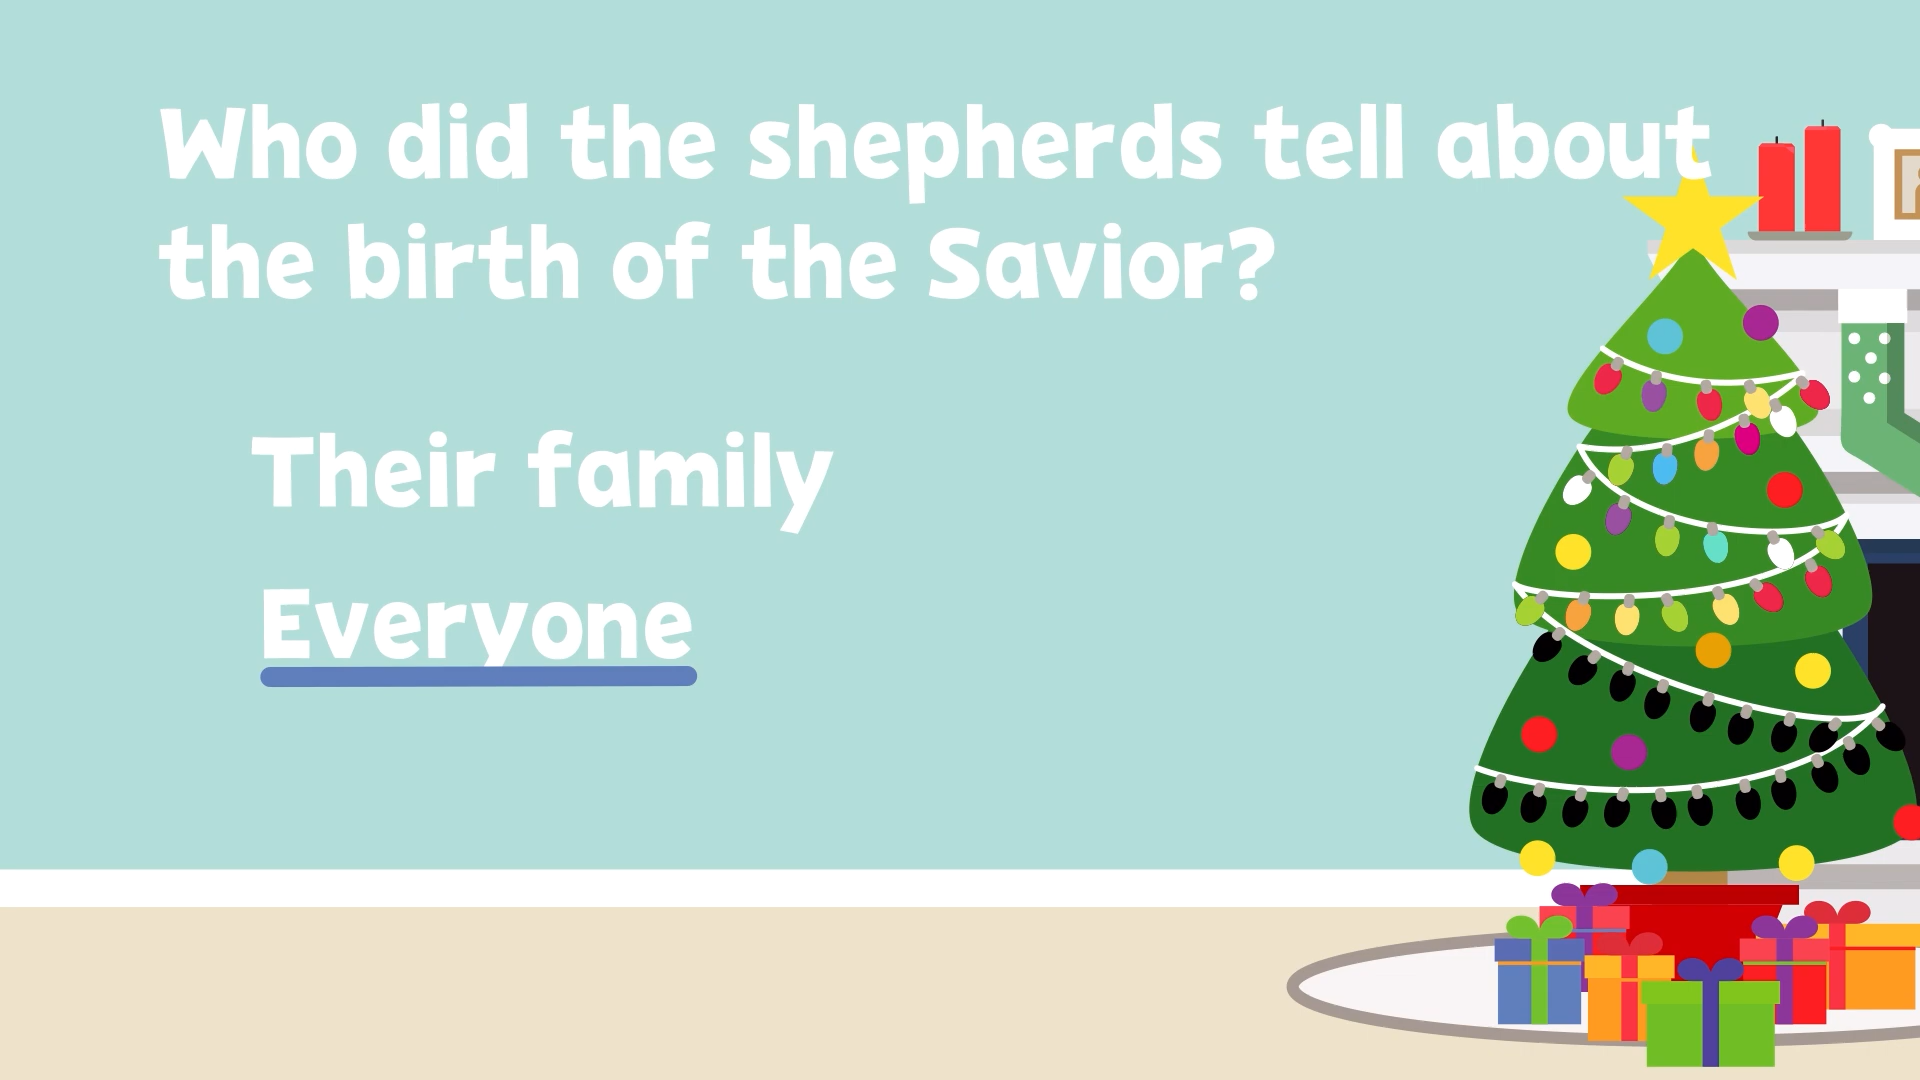 Who did the shepherds tell about
the birth of the Savior?
Their family
Everyone